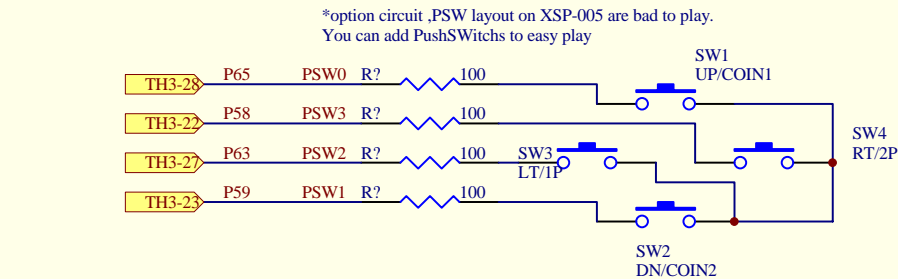 *option circuit ,PSW layout on XSP-005 are bad to play.
You can add PushSWitchs to easy play
SW1
UP/COIN1
TH3-28 P65 PSW0 R? 100
TH3-22 P58 PSW3 R? 100
SW4
RT/2P
TH3-27 P63 PSW2 R? 100 SW3
LT/1P
TH3-23 P59 PSW1 R? 100
SW2
DN/COIN2